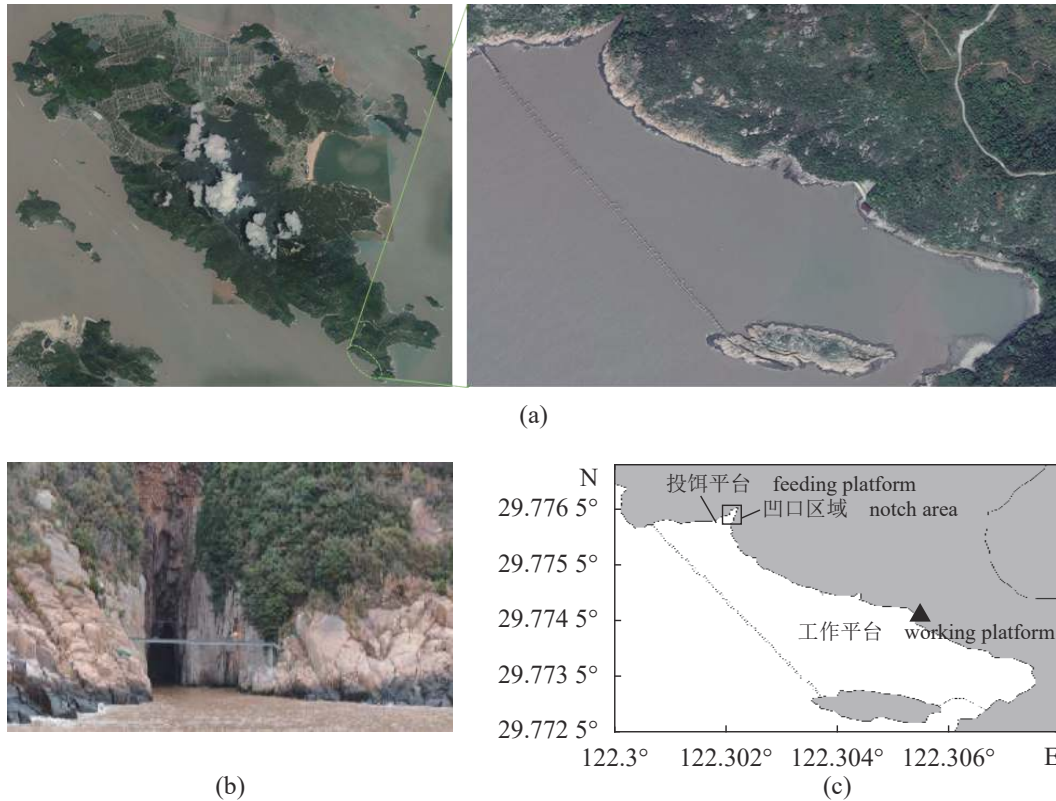 (a)
N
29.776 5°
29.775 5°
29.774 5°
29.773 5°
29.772 5°
投饵平台 feeding platform
凹口区域 notch area
工作平台 working platform
122.3° 122.302° 122.304° 122.306° E
(b) (c)